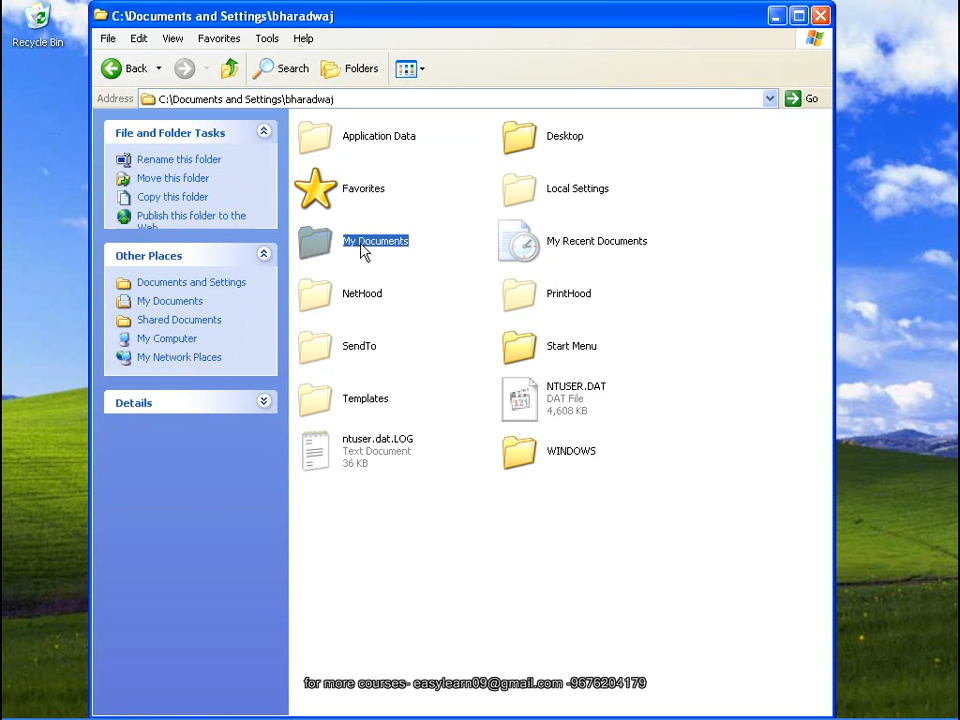 C:\Documents and Settings\bharadwaj
Recycle Bin
File Edit View Favorites Tools Help
Back Search Folders
Address C:\Documents and Settings\bharadwaj Go
File and Folder Tasks
Rename this folder
Move this folder
Copy this folder
Publish this folder to the
Web
Other Places
Documents and Settings
My Documents
Shared Documents
My Computer
My Network Places
Details
Application Data
Desktop
Favorites
Local Settings
My Documents
My Recent Documents
NetHood
PrintHood
SendTo
Start Menu
Templates
NTUSER.DAT
DAT File
4,608 KB
ntuser.dat.LOG
Text Document
36 KB
WINDOWS
for more courses- easylearn09@gmail.com -9676204179